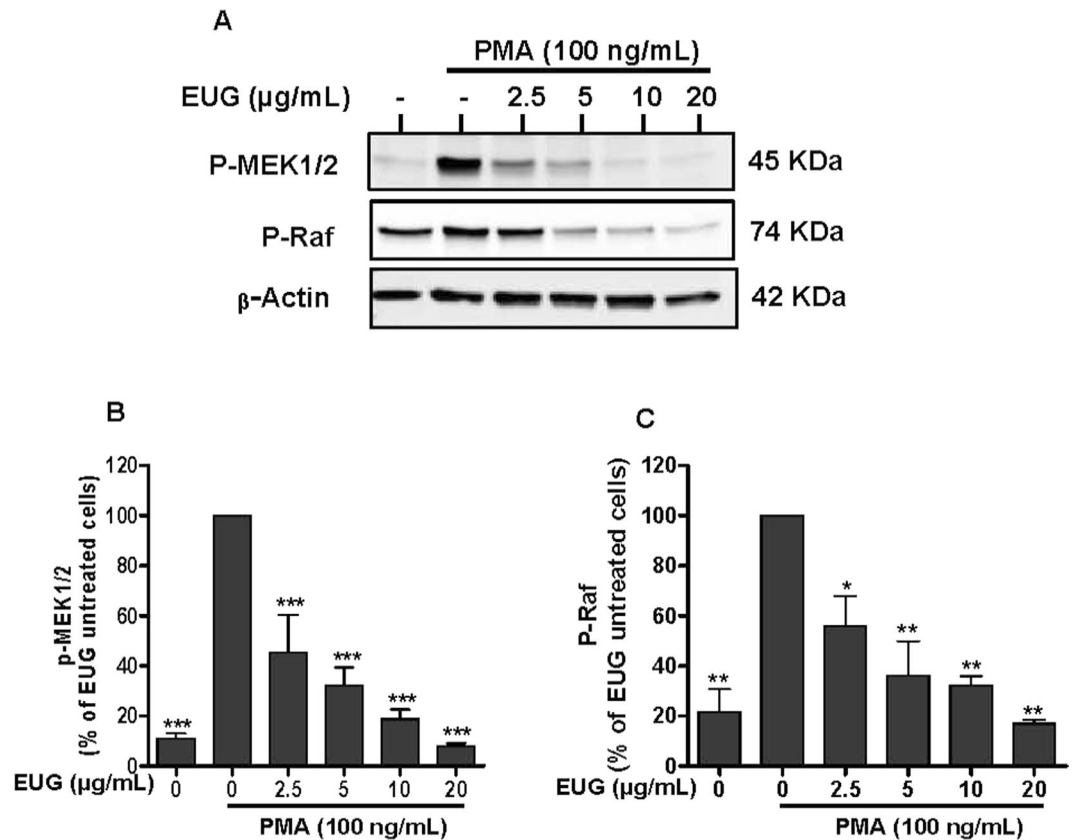 A
PMA (100 ng/mL)
EUG (µg/mL) - - 2.5 5 10 20
P-MEK1/2 45 KDa
P-Raf 74 KDa
β-Actin 42 KDa
B
p-MEK1/2
(% of EUG untreated cells)
120
100
80
60
40
20
0
***
***
***
***
***
EUG (µg/mL) 0 0 2.5 5 10 20
PMA (100 ng/mL)
C
P-Raf
(% of EUG untreated cells)
120
100
80
60
40
20
0
**
*
**
**
**
EUG (µg/mL) 0 0 2.5 5 10 20
PMA (100 ng/mL)